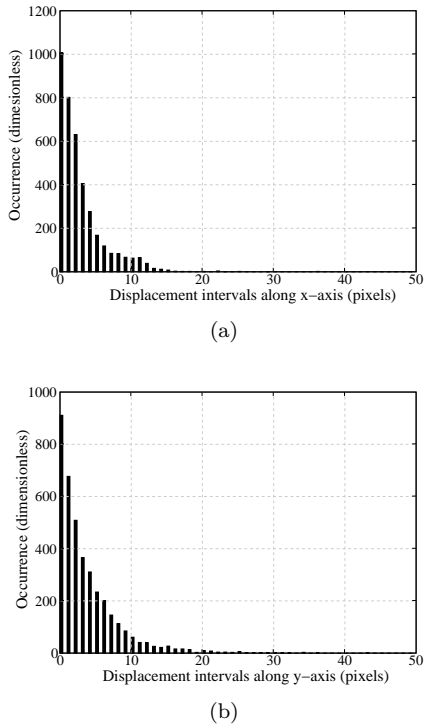 1200
1000
800
600
400
200
0
0 10 20 30 40 50
Occurrence (dimesionless)
Displacement intervals along x−axis (pixels)
(a)
1000
800
600
400
200
0
0 10 20 30 40 50
Occurrence (dimensionless)
Displacement intervals along y−axis (pixels)
(b)